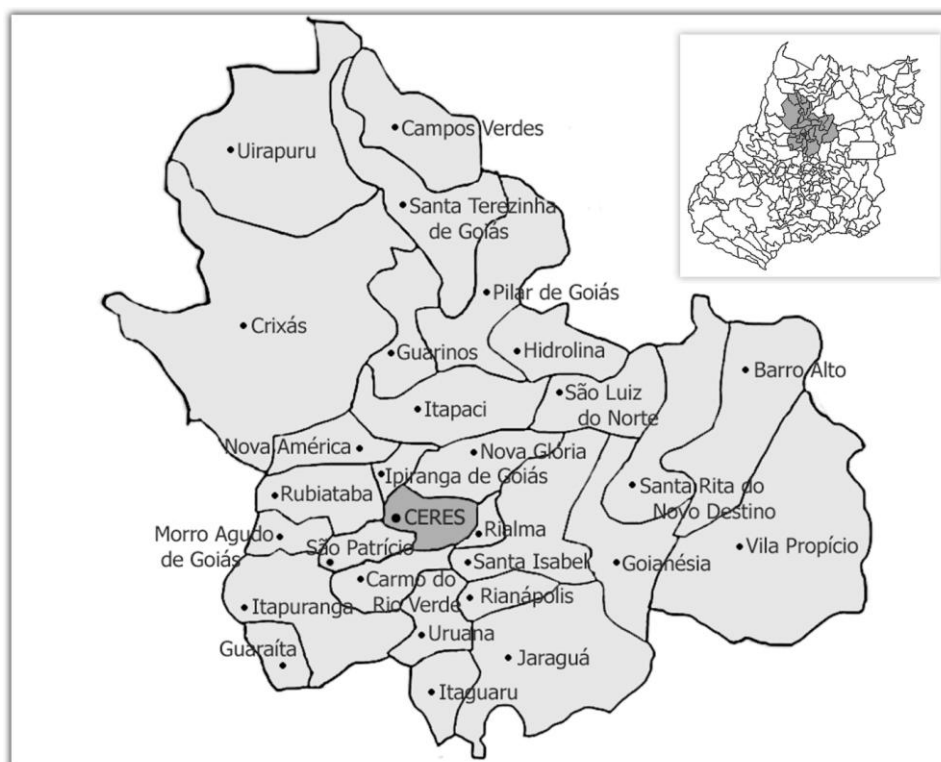 Campos Verdes
Uirapuru
Santa Terezinha
de Goiás
Pilar de Goiás
Crixás
Guarinos
Hidrolina
Barro Alto
São Luiz
do Norte
Itapaci
Nova América
Nova Glória
Ipiranga de Goiás
Santa Rita do
Novo Destino
Rubiataba
CERES
Rialma
Morro Agudo
de Goiás
São Patrício
Vila Propício
Santa Isabel
Goianésia
Carmo do
Rio Verde
Rianápolis
Itapuranga
Uruana
Guaraíta
Jaraguá
Itaguaru